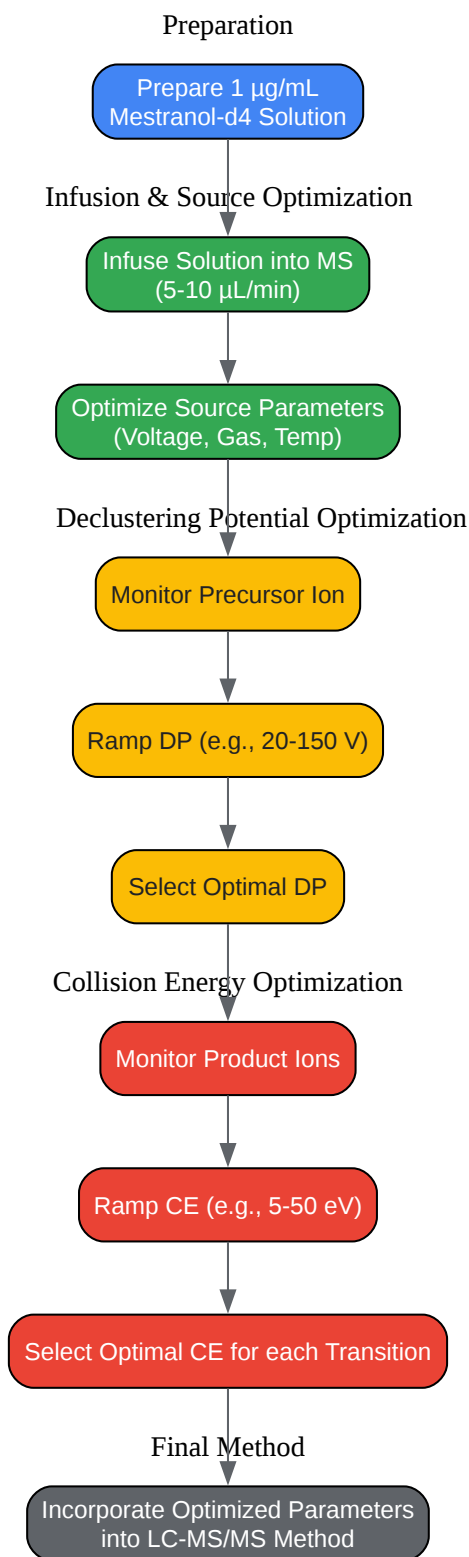 Preparation
Prepare 1 µg/mL
Mestranol-d4 Solution
Infusion & Source Optimization
Infuse Solution into MS
(5-10 µL/min)
Optimize Source Parameters
(Voltage, Gas, Temp)
Declustering Potential Optimization
Monitor Precursor Ion
Ramp DP (e.g., 20-150 V)
Select Optimal DP
Collision Energy Optimization
Monitor Product Ions
Ramp CE (e.g., 5-50 eV)
Select Optimal CE for each Transition
Final Method
Incorporate Optimized Parameters
into LC-MS/MS Method